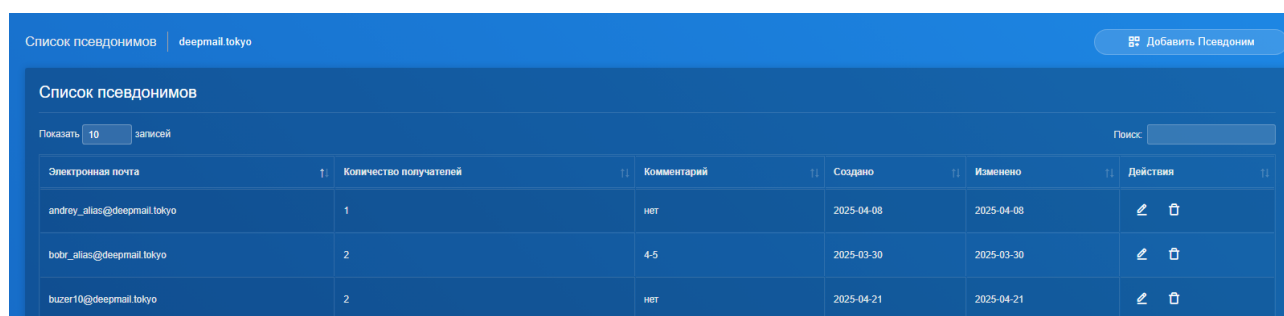 Список псевдонимов deepmail.tokyo Добавить Псевдоним
Список псевдонимов
Показать 10 записей Поиск:
Электронная почта Количество получателей Комментарий Создано Изменено Действия
andrey_alias@deepmail.tokyo 1 нет 2025-04-08 2025-04-08
bobr_alias@deepmail.tokyo 2 4-5 2025-03-30 2025-03-30
buzer10@deepmail.tokyo 2 нет 2025-04-21 2025-04-21